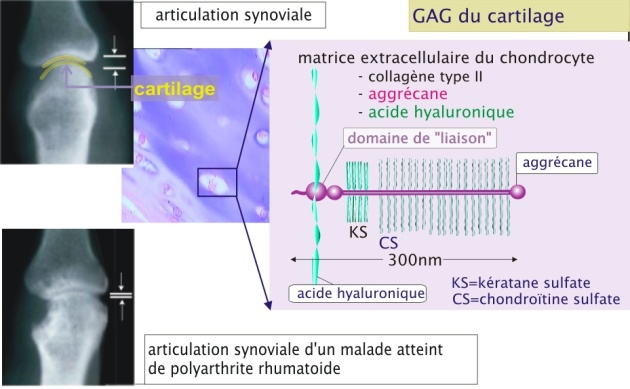 articulation synoviale
GAG du cartilage
cartilage
matrice extracellulaire du chondrocyte
- collagène type II
- aggrécane
- acide hyaluronique
domaine de "liaison"
aggrécane
KS
CS
300nm
KS=kératane sulfate
CS=chondroïtine sulfate
acide hyaluronique
articulation synoviale d'un malade atteint
de polyarthrite rhumatoide